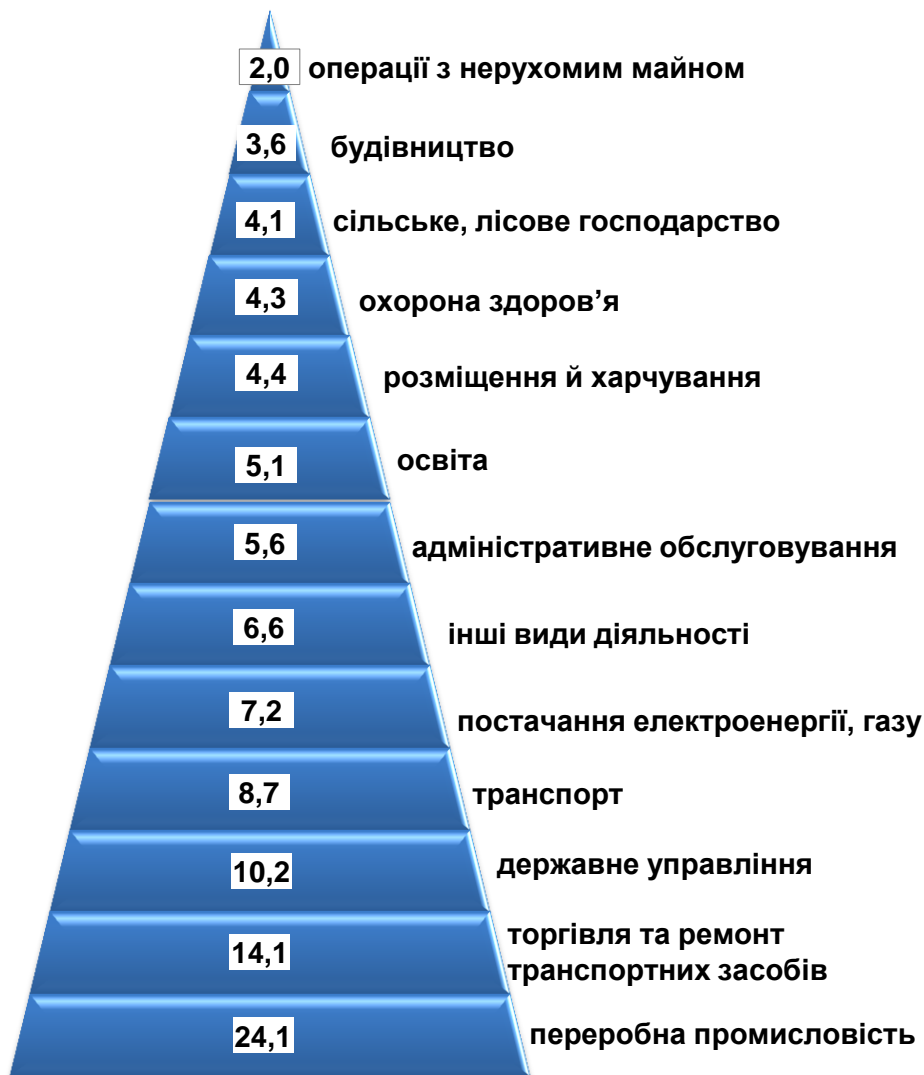 2,0 операції з нерухомим майном
3,6 будівництво
4,1 сільське, лісове господарство
4,3 охорона здоров’я
4,4 розміщення й харчування
5,1 освіта
5,6 адміністративне обслуговування
6,6 інші види діяльності
7,2 постачання електроенергії, газу
8,7 транспорт
10,2 державне управління
14,1 торгівля та ремонт
транспортних засобів
24,1 переробна промисловість